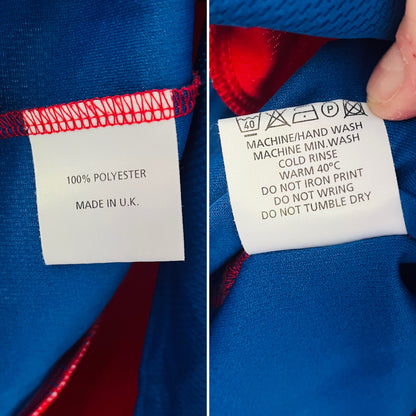 100% POLYESTER
MADE IN U.K.
40
MACHINE/HAND WASH
MACHINE MIN.WASH
COLD RINSE
WARM 40°C
DO NOT IRON PRINT
DO NOT WRING
DO NOT TUMBLE DRY